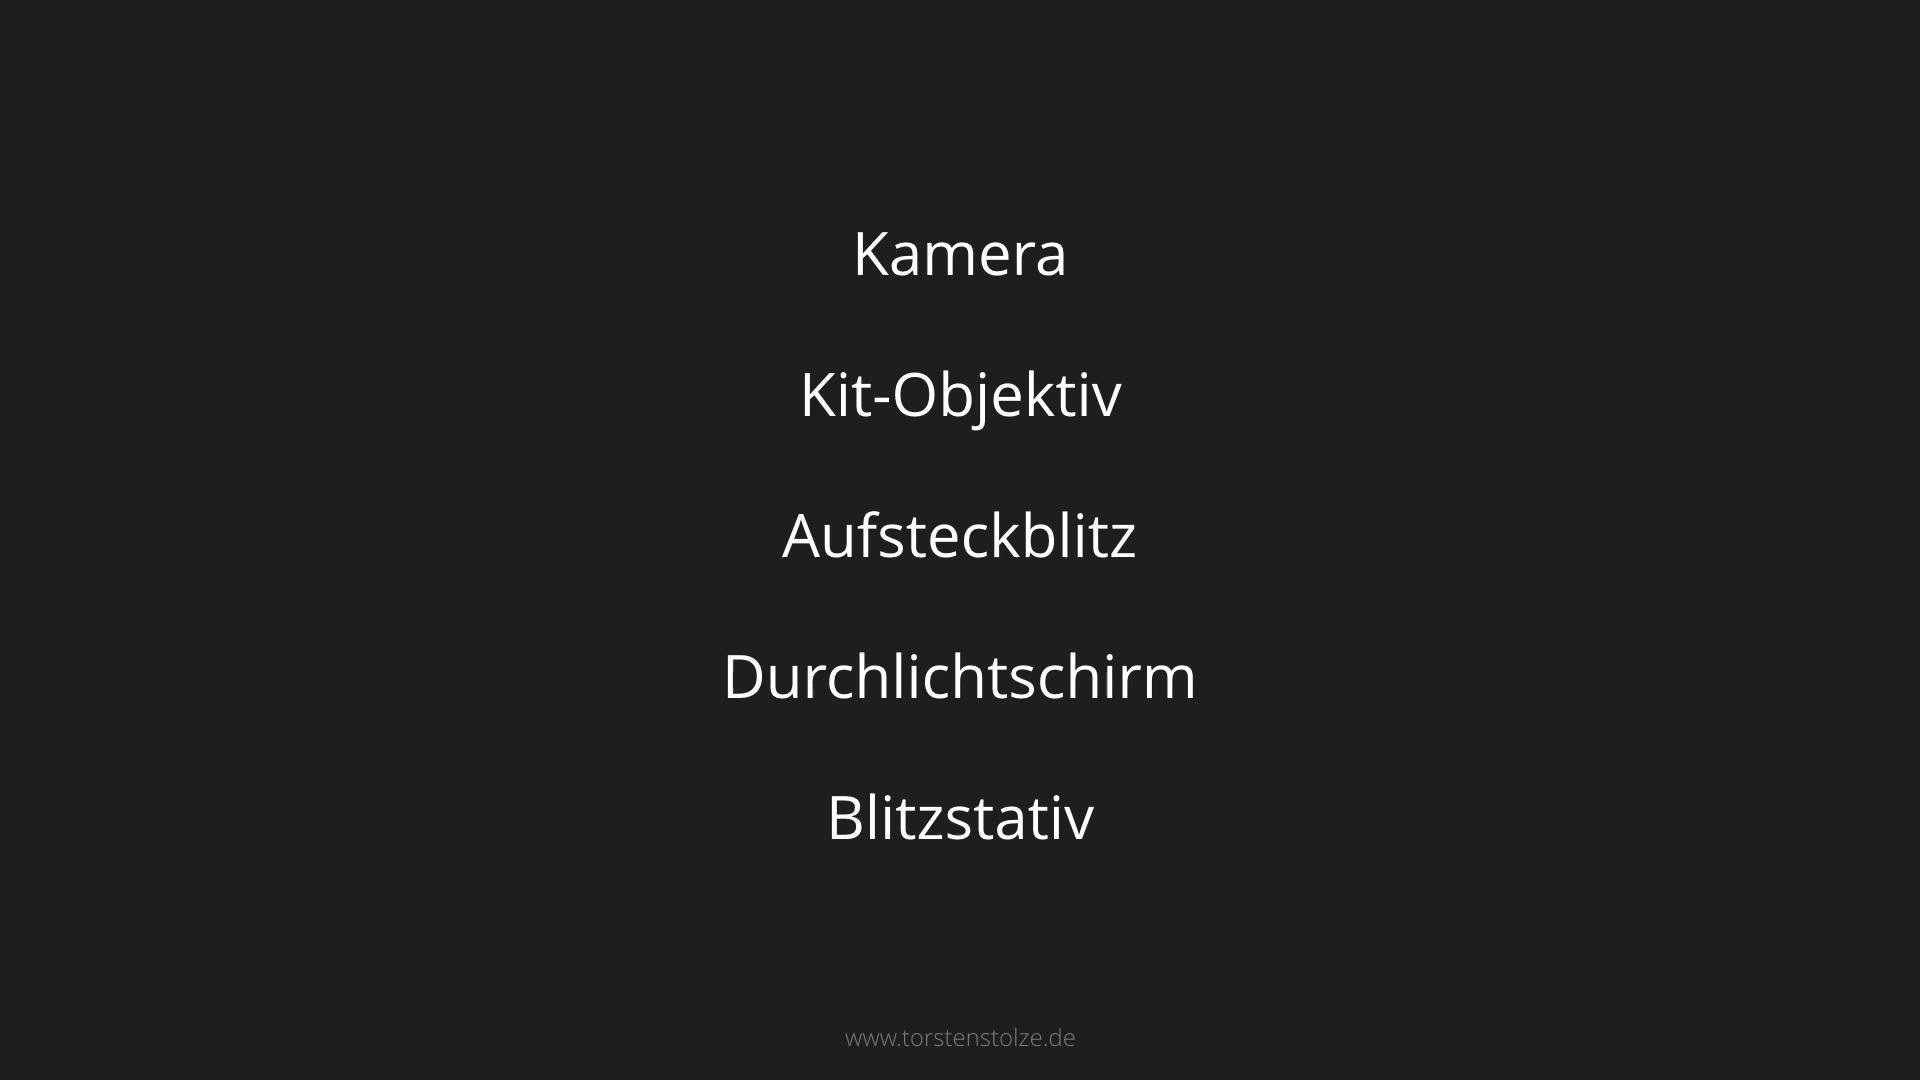 Kamera
Kit-Objektiv
Aufsteckblitz
Durchlichtschirm
Blitzstativ
www.torstenstolze.de